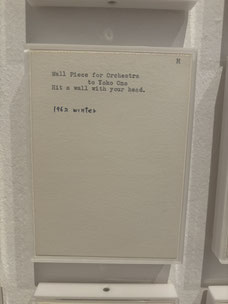 R
Wall Piece for Orchestra
to Yoko Ono
Hit a wall with your head.
1962 winter